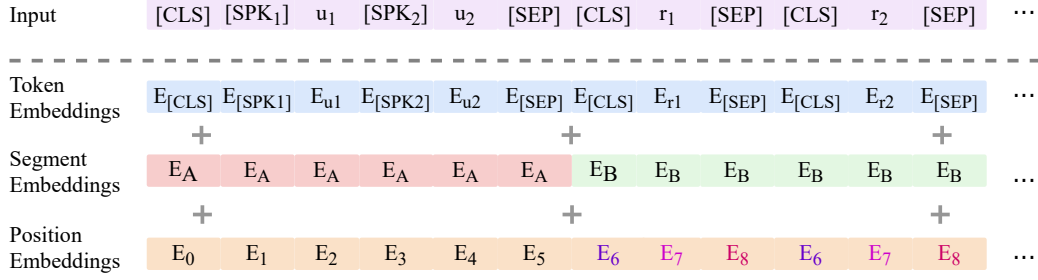 Input [CLS] [SPK₁] u₁ [SPK₂] u₂ [SEP] [CLS] r₁ [SEP] [CLS] r₂ [SEP] ...
Token Embeddings E[CLS] E[SPK1] Eu1 E[SPK2] Eu2 E[SEP] E[CLS] Er1 E[SEP] E[CLS] Er2 E[SEP] ...
+ + +
Segment Embeddings EA EA EA EA EA EA EB EB EB EB EB EB ...
+ + +
Position Embeddings E₀ E₁ E₂ E₃ E₄ E₅ E₆ E₇ E₈ E₆ E₇ E₈ ...